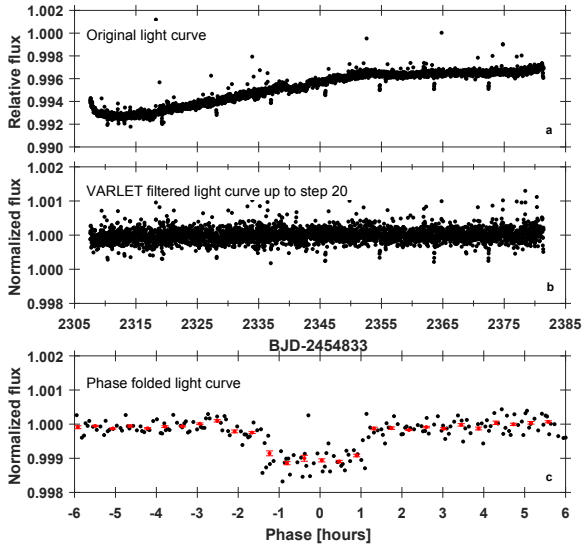 1.002
1.000
0.998
0.996
0.994
0.992
0.990
Relative flux
Original light curve
a
1.002
1.001
1.000
1.000
0.998
Normalized flux
VARLET filtered light curve up to step 20
b
2305 2315 2325 2335 2345 2355 2365 2375 2385
BJD-2454833
1.002
1.001
1.000
0.999
0.998
Normalized flux
Phase folded light curve
c
-6 -5 -4 -3 -2 -1 0 1 2 3 4 5 6
Phase [hours]